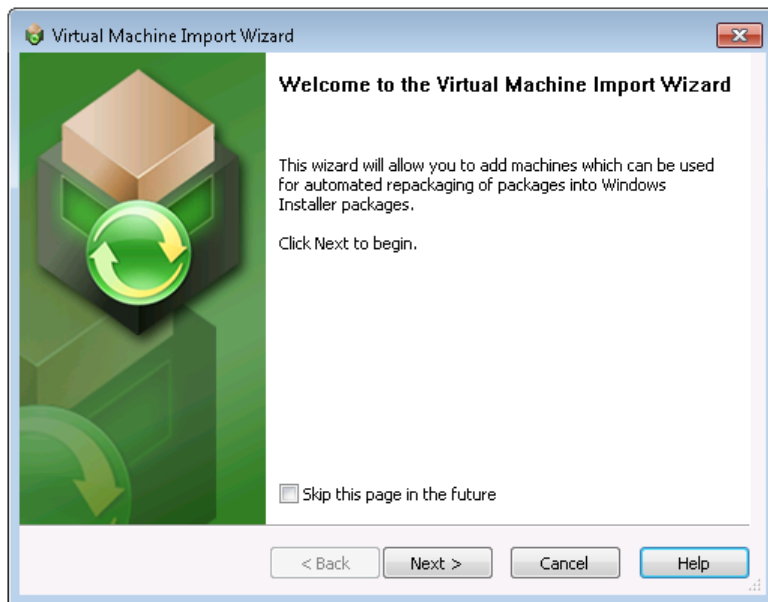 Virtual Machine Import Wizard
Welcome to the Virtual Machine Import Wizard
This wizard will allow you to add machines which can be used
for automated repackaging of packages into Windows
Installer packages.
Click Next to begin.
Skip this page in the future
< Back
Next >
Cancel
Help